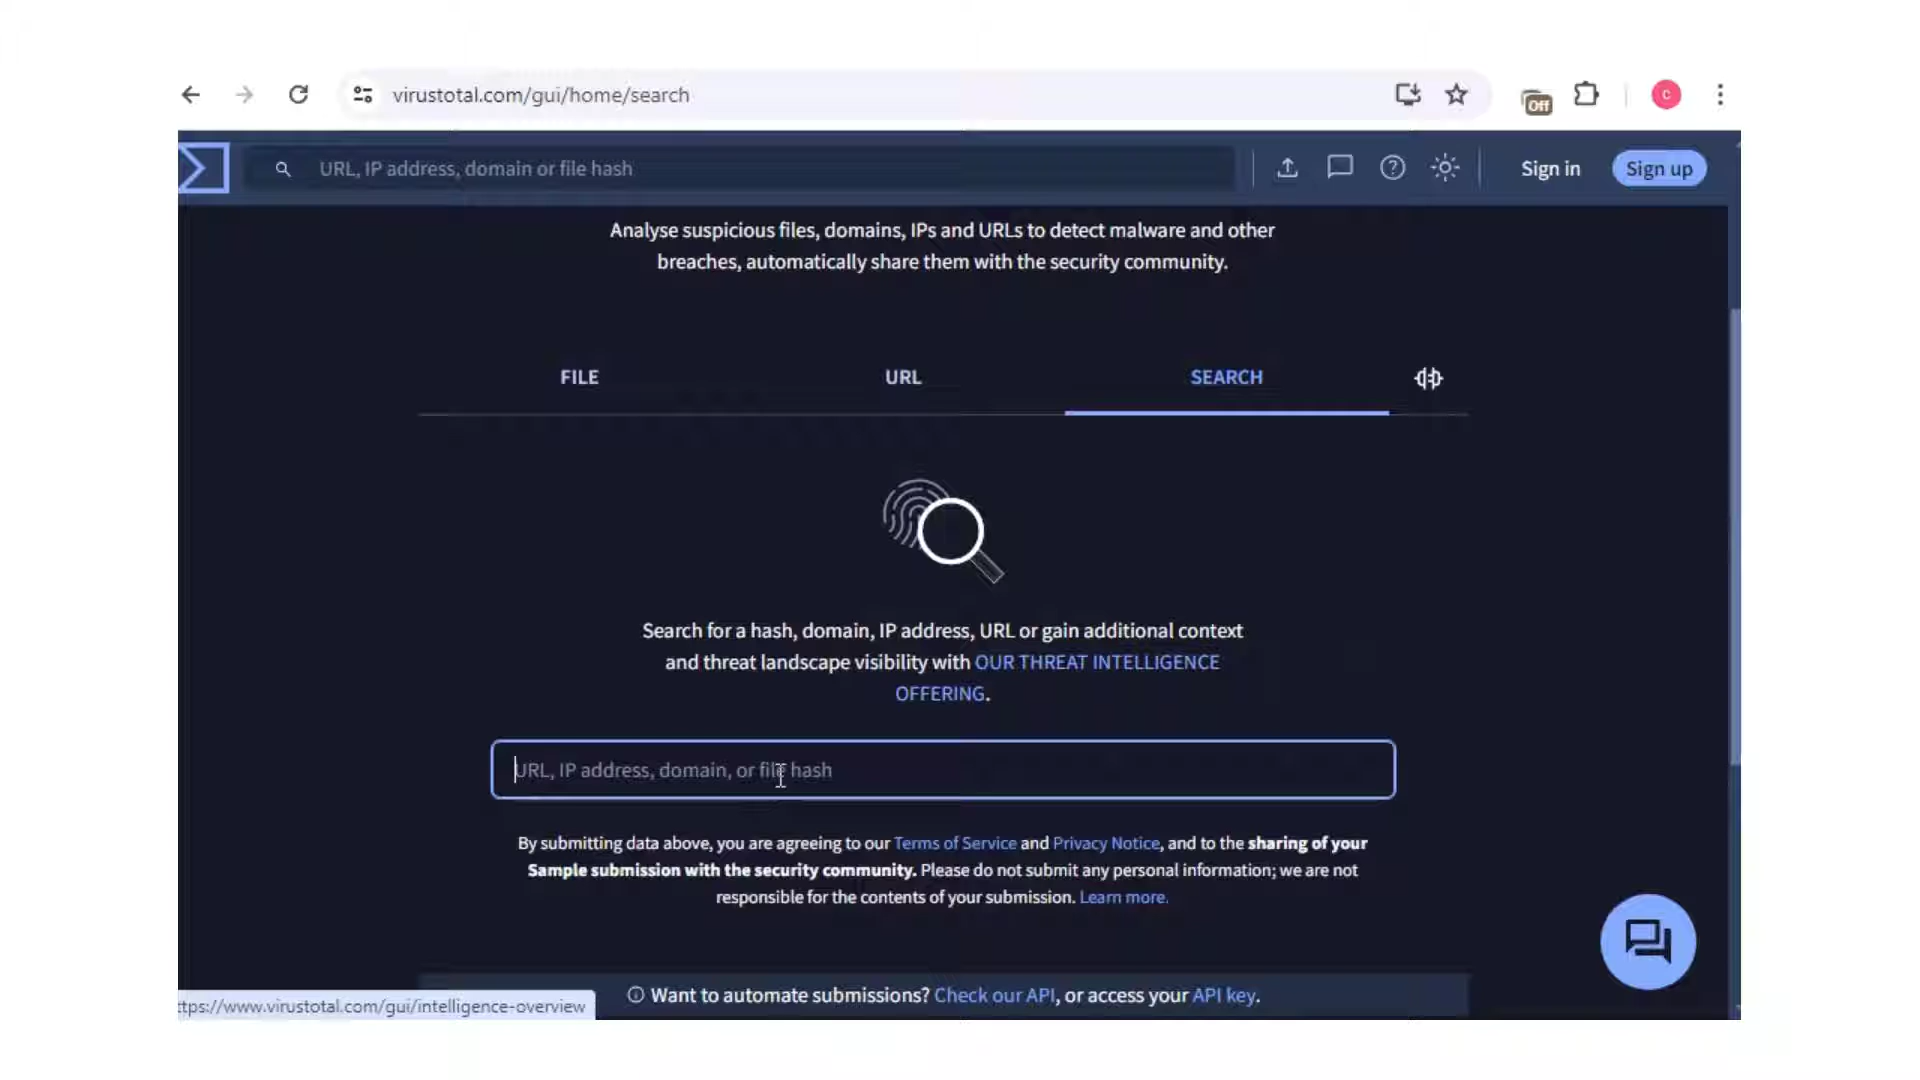 virustotal.com/gui/home/search
Off
C
URL, IP address, domain or file hash
Sign in
Sign up
Analyse suspicious files, domains, IPs and URLs to detect malware and other
breaches, automatically share them with the security community.
FILE
URL
SEARCH
Search for a hash, domain, IP address, URL or gain additional context
and threat landscape visibility with OUR THREAT INTELLIGENCE
OFFERING.
URL, IP address, domain, or file hash
By submitting data above, you are agreeing to our Terms of Service and Privacy Notice, and to the sharing of your
Sample submission with the security community. Please do not submit any personal information; we are not
responsible for the contents of your submission. Learn more.
Want to automate submissions? Check our API, or access your API key.
ttps://www.virustotal.com/gui/intelligence-overview